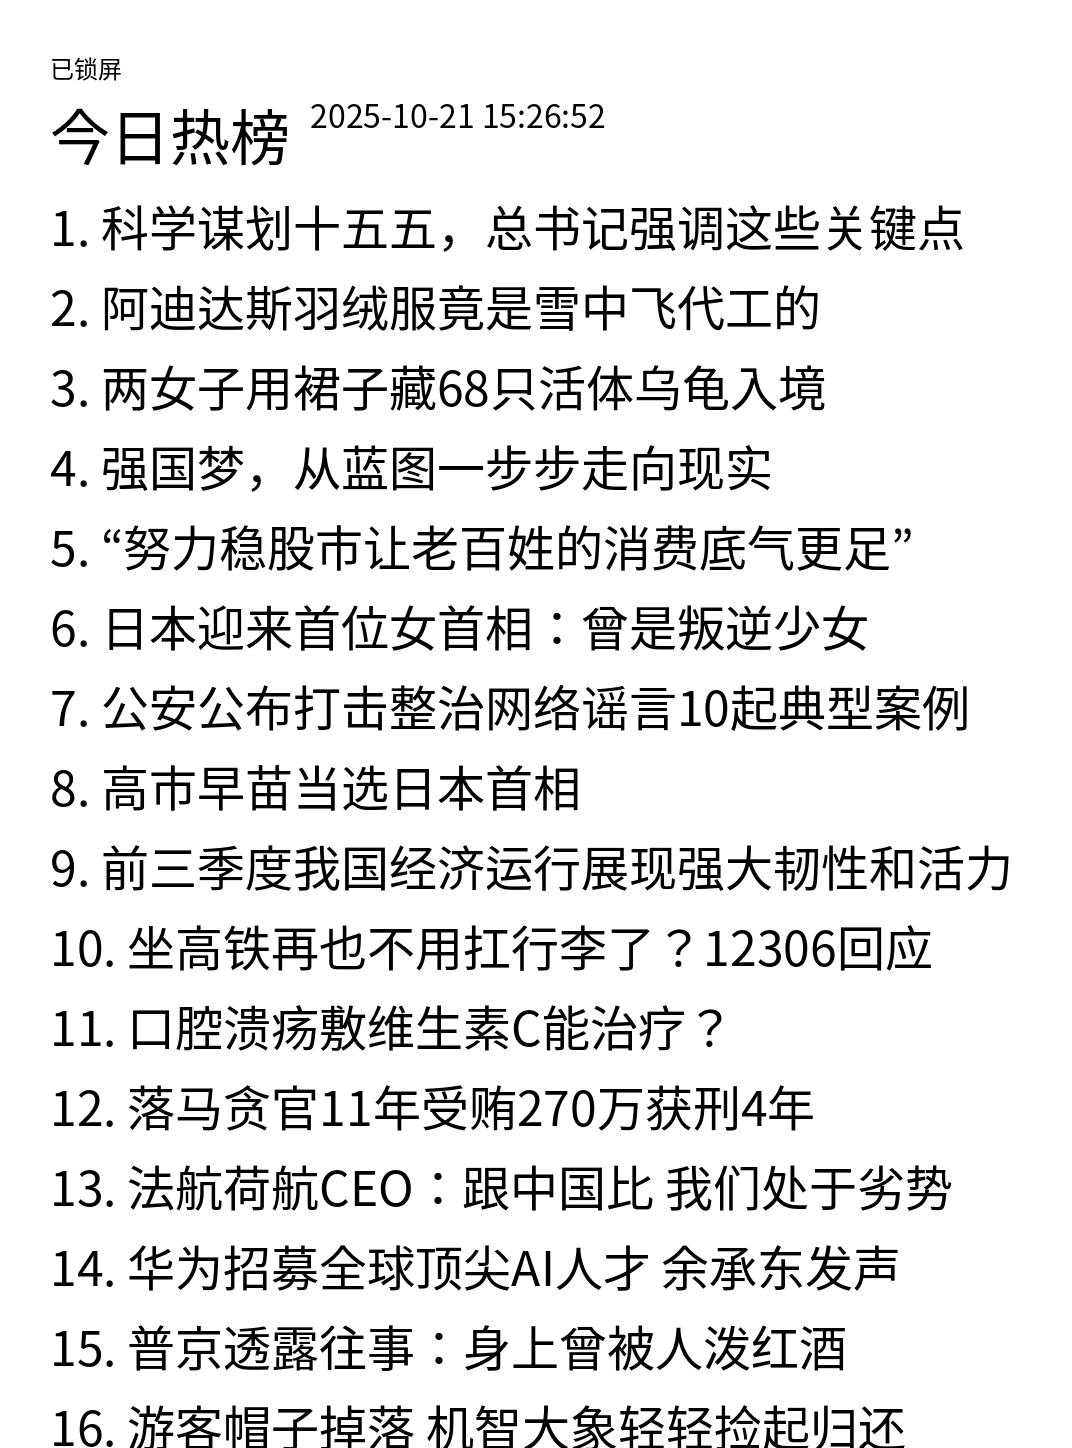 已锁屏
今日热榜 2025-10-21 15:26:52
1. 科学谋划十五五，总书记强调这些关键点
2. 阿迪达斯羽绒服竟是雪中飞代工的
3. 两女子用裙子藏68只活体乌龟入境
4. 强国梦，从蓝图一步步走向现实
5. “努力稳股市让老百姓的消费底气更足”
6. 日本迎来首位女首相：曾是叛逆少女
7. 公安公布打击整治网络谣言10起典型案例
8. 高市早苗当选日本首相
9. 前三季度我国经济运行展现强大韧性和活力
10. 坐高铁再也不用扛行李了？12306回应
11. 口腔溃疡敷维生素C能治疗？
12. 落马贪官11年受贿270万获刑4年
13. 法航荷航CEO：跟中国比 我们处于劣势
14. 华为招募全球顶尖AI人才 余承东发声
15. 普京透露往事：身上曾被人泼红酒
16. 游客帽子掉落 机智大象轻轻捡起归还